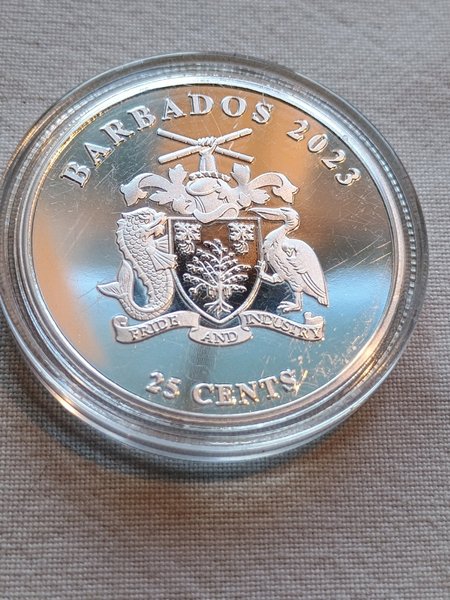 BARBADOS 2023
PRIDE AND INDUSTRY
25 CENTS